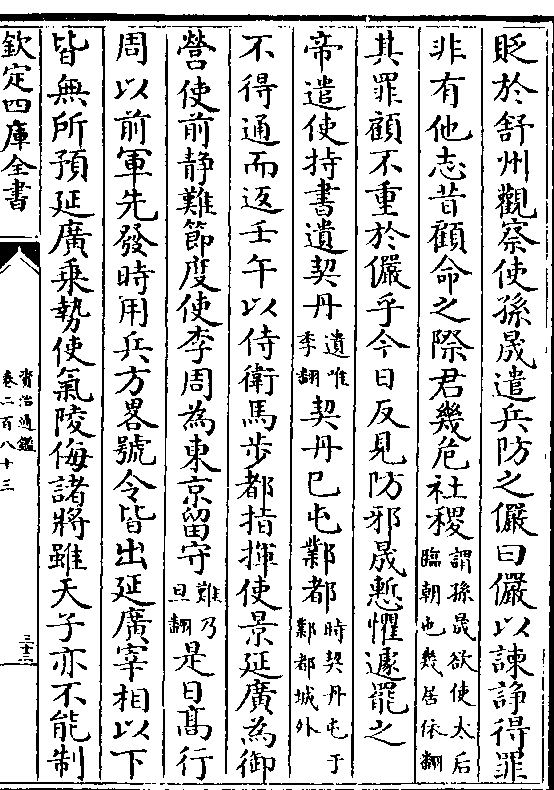 貶於舒州觀察使孫晟遣兵防之儼曰儼以諫諍得罪
非有他志昔顧命之際君幾危社稷謂孫晟欲使太后臨朝也幾居依翻
其罪顧不重於儼乎今日反見防邪晟慙懼遽罷之
帝遣使持書遺契丹遺唯季翻契丹巳屯鄴都時契丹屯于鄴都城外
不得通而返壬午以侍衛馬步都指揮使景延廣為御
營使前静難節度使李周為東京留守難乃旦翻是日髙行
周以前軍先發時用兵方畧號令皆出延廣宰相以下
皆無所預延廣乗勢使氣陵侮諸將雖天子亦不能制
欽定四庫全書
資治通鑑
卷二百八十三
三十二